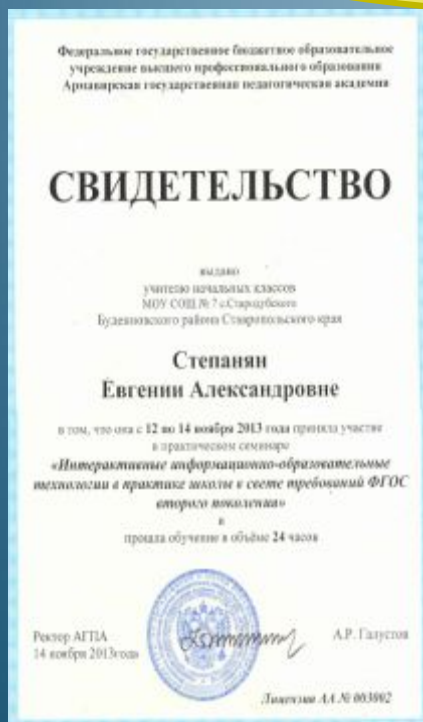 Федеральное государственное бюджетное образовательное
учреждение высшего профессионального образования
Армавирская государственная педагогическая академия
СВИДЕТЕЛЬСТВО
выдано
учителю начальных классов
МОУ СОШ № 7 с.Стародубского
Буденновского района Ставропольского края
Степанян
Евгении Александровне
в том, что она с 12 по 14 ноября 2013 года приняла участие
в практическом семинаре
«Интерактивные информационно-образовательные
технологии в практике школы в свете требований ФГОС
второго поколения»
и
прошла обучение в объёме 24 часов
Ректор АГПА
А.Р. Галустов
14 ноября 2013года
Лицензия АА № 003002